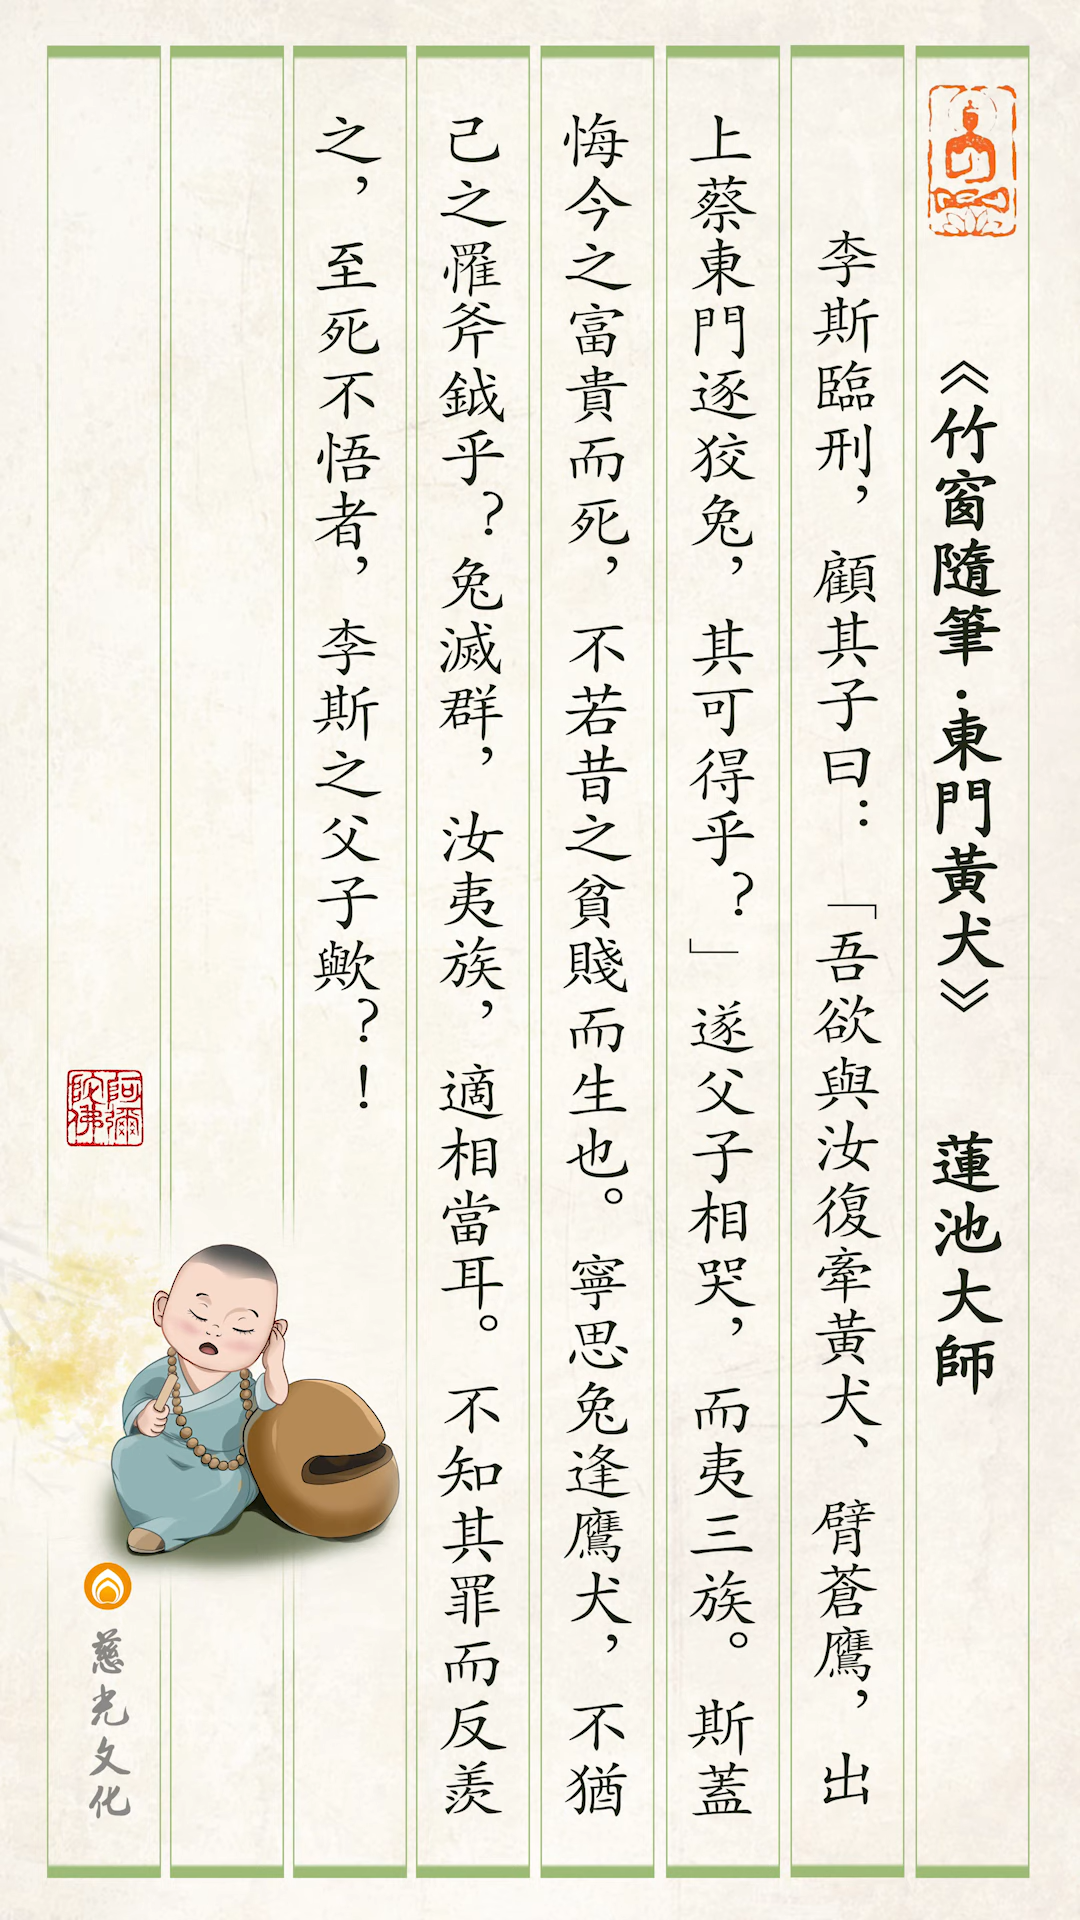 《竹窗隨筆·東門黃犬》　蓮池大師
李斯臨刑，顧其子曰：「吾欲與汝復牽黃犬、臂蒼鷹，出
上蔡東門逐狡兔，其可得乎？」遂父子相哭，而夷三族。斯蓋
悔今之富貴而死，不若昔之貧賤而生也。寧思兔逢鷹犬，不猶
己之罹斧鉞乎？兔滅群，汝夷族，適相當耳。不知其罪而反羨
之，至死不悟者，李斯之父子歟？！
阿彌陀佛
慈光文化